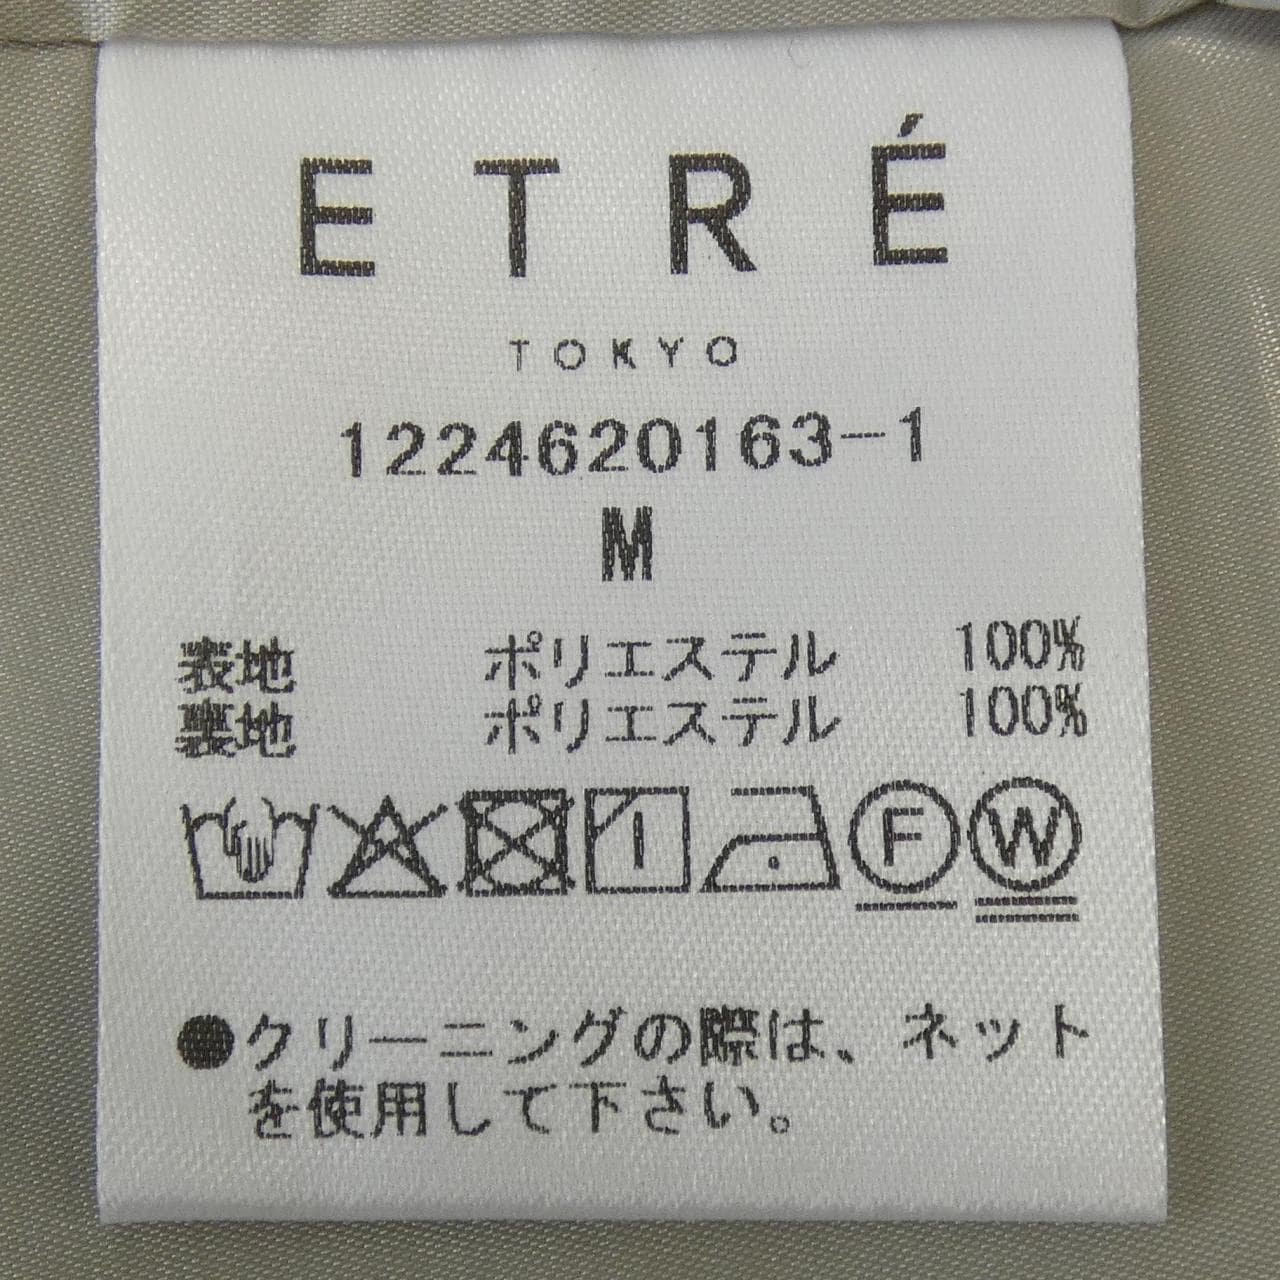 ETRÉ
TOKYO
1224620163-1
M
表地 ポリエステル 100%
裏地 ポリエステル 100%
F W
●クリーニングの際は、ネット
を使用して下さい。